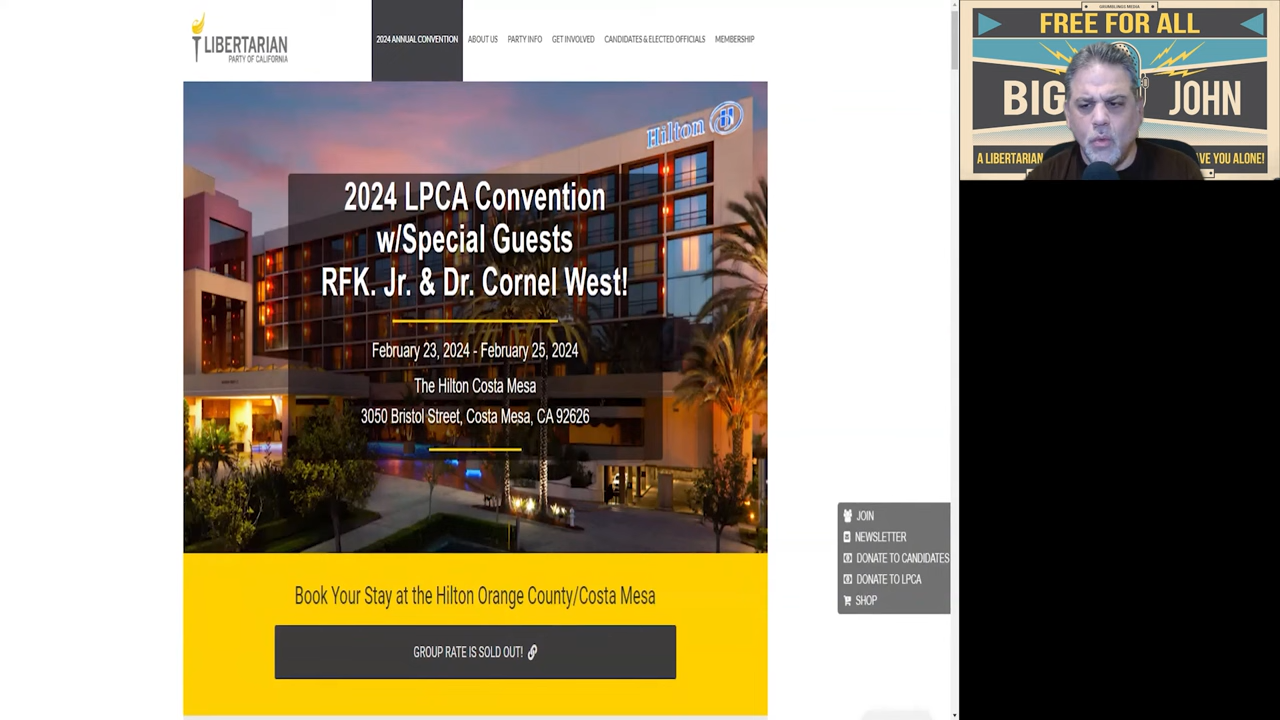 LIBERTARIAN
PARTY OF CALIFORNIA
2024 ANNUAL CONVENTION
ABOUT US
PARTY INFO
GET INVOLVED
CANDIDATES & ELECTED OFFICIALS
MEMBERSHIP
Hilton
2024 LPCA Convention
w/Special Guests
RFK. Jr. & Dr. Cornel West!
February 23, 2024 - February 25, 2024
The Hilton Costa Mesa
3050 Bristol Street, Costa Mesa, CA 92626
Book Your Stay at the Hilton Orange County/Costa Mesa
GROUP RATE IS SOLD OUT!
JOIN
NEWSLETTER
DONATE TO CANDIDATES
DONATE TO LPCA
SHOP
GRUMBLINGS MEDIA
FREE FOR ALL
BIG JOHN
A LIBERTARIAN
YOU ALONE!